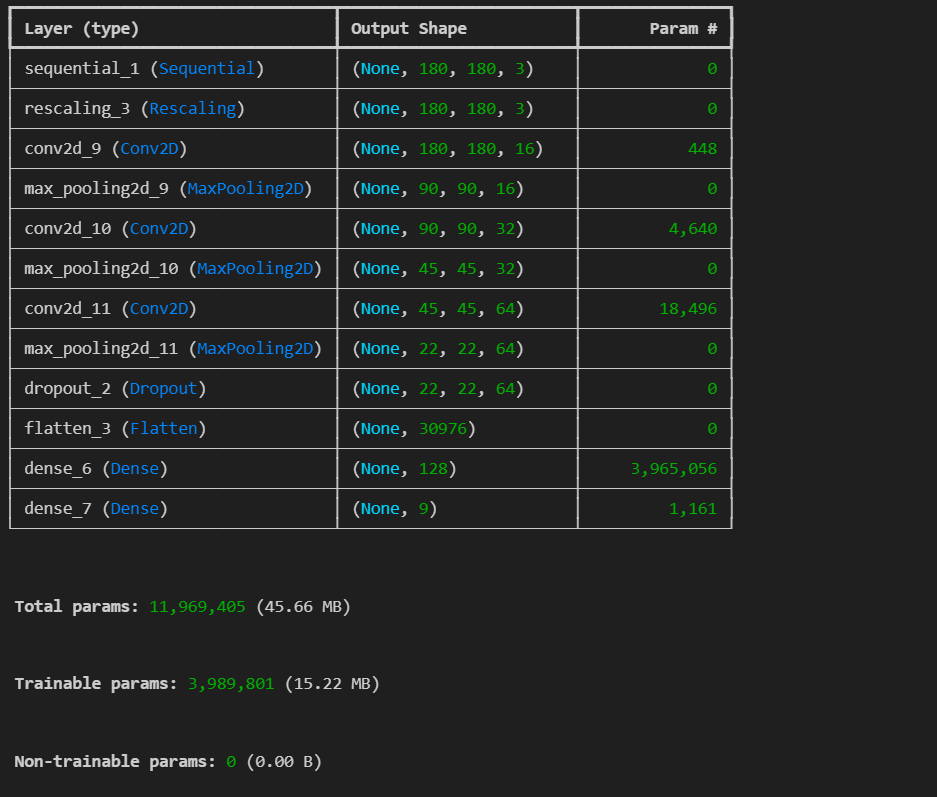 Layer (type) Output Shape Param #
sequential_1 (Sequential) (None, 180, 180, 3) 0
rescaling_3 (Rescaling) (None, 180, 180, 3) 0
conv2d_9 (Conv2D) (None, 180, 180, 16) 448
max_pooling2d_9 (MaxPooling2D) (None, 90, 90, 16) 0
conv2d_10 (Conv2D) (None, 90, 90, 32) 4,640
max_pooling2d_10 (MaxPooling2D) (None, 45, 45, 32) 0
conv2d_11 (Conv2D) (None, 45, 45, 64) 18,496
max_pooling2d_11 (MaxPooling2D) (None, 22, 22, 64) 0
dropout_2 (Dropout) (None, 22, 22, 64) 0
flatten_3 (Flatten) (None, 30976) 0
dense_6 (Dense) (None, 128) 3,965,056
dense_7 (Dense) (None, 9) 1,161
Total params: 11,969,405 (45.66 MB)
Trainable params: 3,989,801 (15.22 MB)
Non-trainable params: 0 (0.00 B)